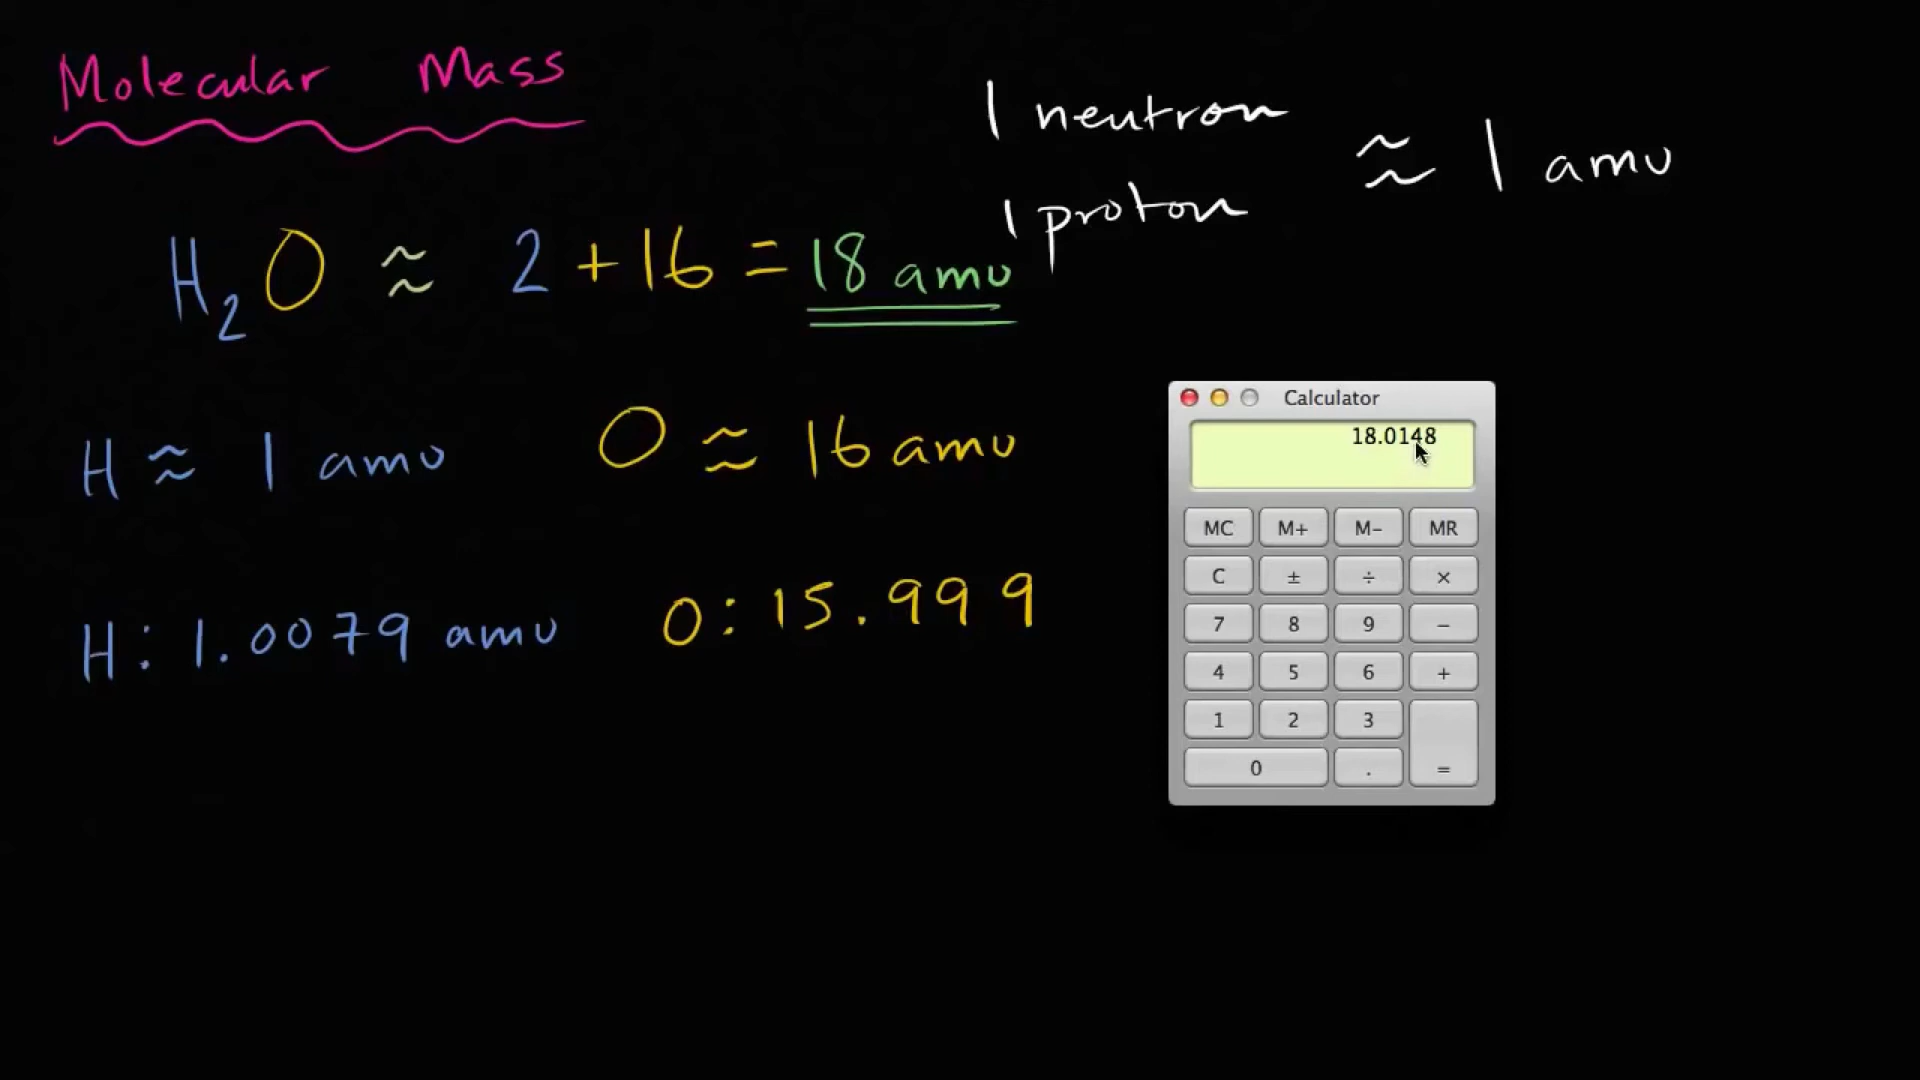 Molecular Mass
1 neutron
1 proton
≈ 1 amu
H2O ≈ 2 + 16 = 18 amu
H ≈ 1 amu
O ≈ 16 amu
H: 1.0079 amu
O: 15.999
Calculator
18.0148
MC M+ M- MR
C ± ÷ ×
7 8 9 −
4 5 6 +
1 2 3
0 . =